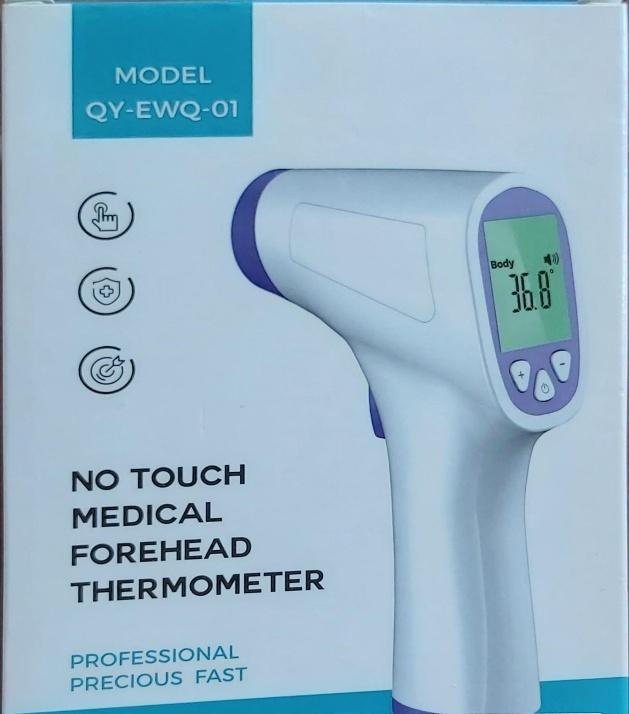 MODEL
QY-EWQ-01
Body
36.8°
+
-
NO TOUCH
MEDICAL
FOREHEAD
THERMOMETER
PROFESSIONAL
PRECIOUS FAST